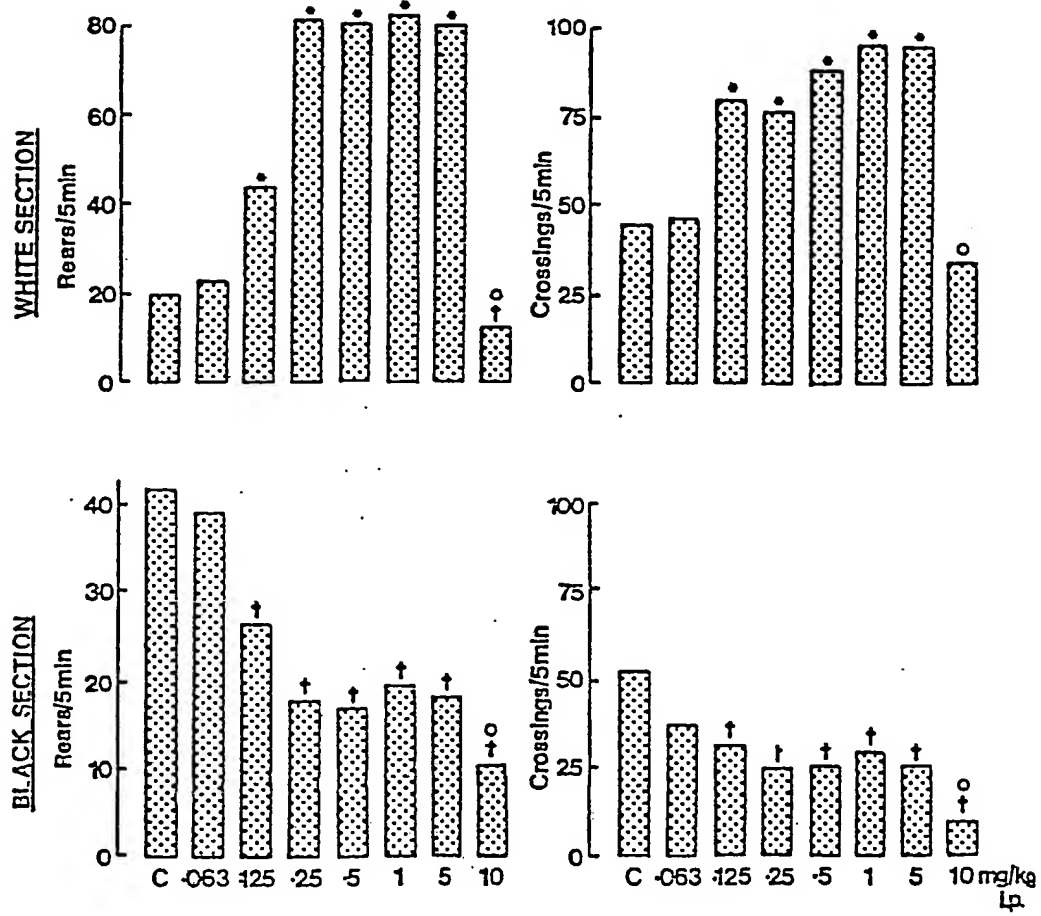 WHITE SECTION
Rears/5min
80
60
40
20
0
* * * * *
o
†
Crossings/5min
100
75
50
25
0
* * * * *
o
BLACK SECTION
Rears/5min
40
30
20
10
0
† † † † †
o
†
C ·063 ·125 ·25 ·5 1 5 10
Crossings/5min
100
75
50
25
0
† † † † †
o
†
C ·063 ·125 ·25 ·5 1 5 10 mg/kg
i.p.